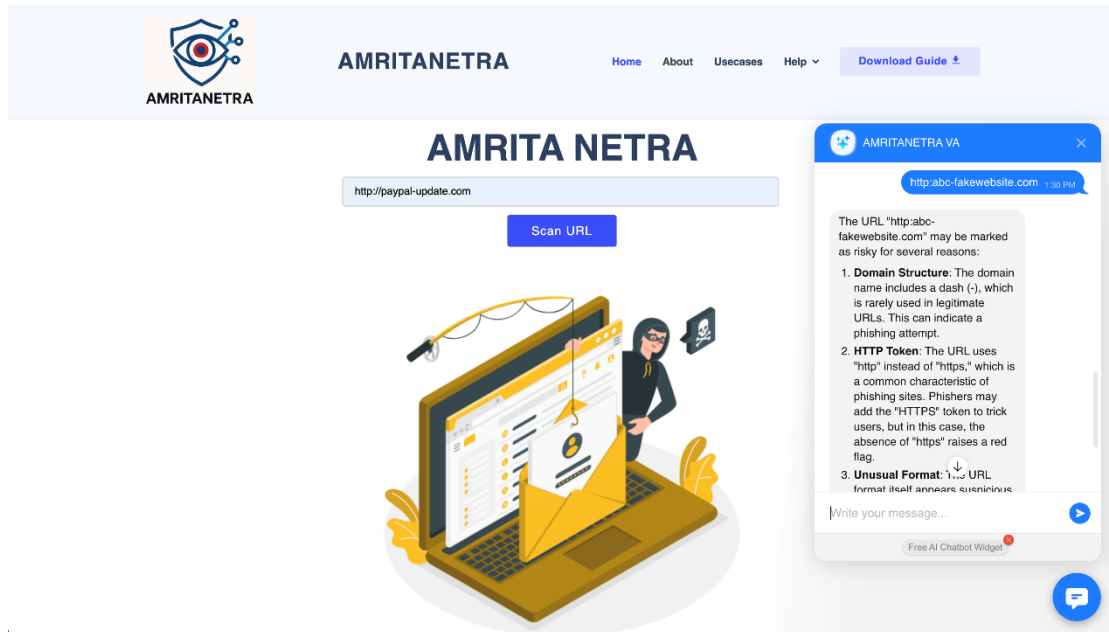 AMRITANETRA
AMRITANETRA
Home About Usecases Help
Download Guide
AMRITA NETRA
http://paypal-update.com
Scan URL
AMRITANETRA VA
http:abc-fakewebsite.com 1:30 PM
The URL "http:abc-
fakewebsite.com" may be marked
as risky for several reasons:
1. Domain Structure: The domain
name includes a dash (-), which
is rarely used in legitimate
URLs. This can indicate a
phishing attempt.
2. HTTP Token: The URL uses
"http" instead of "https," which is
a common characteristic of
phishing sites. Phishers may
add the "HTTPS" token to trick
users, but in this case, the
absence of "https" raises a red
flag.
3. Unusual Format: URL
format itself appears suspicious
Write your message...
Free AI Chatbot Widget